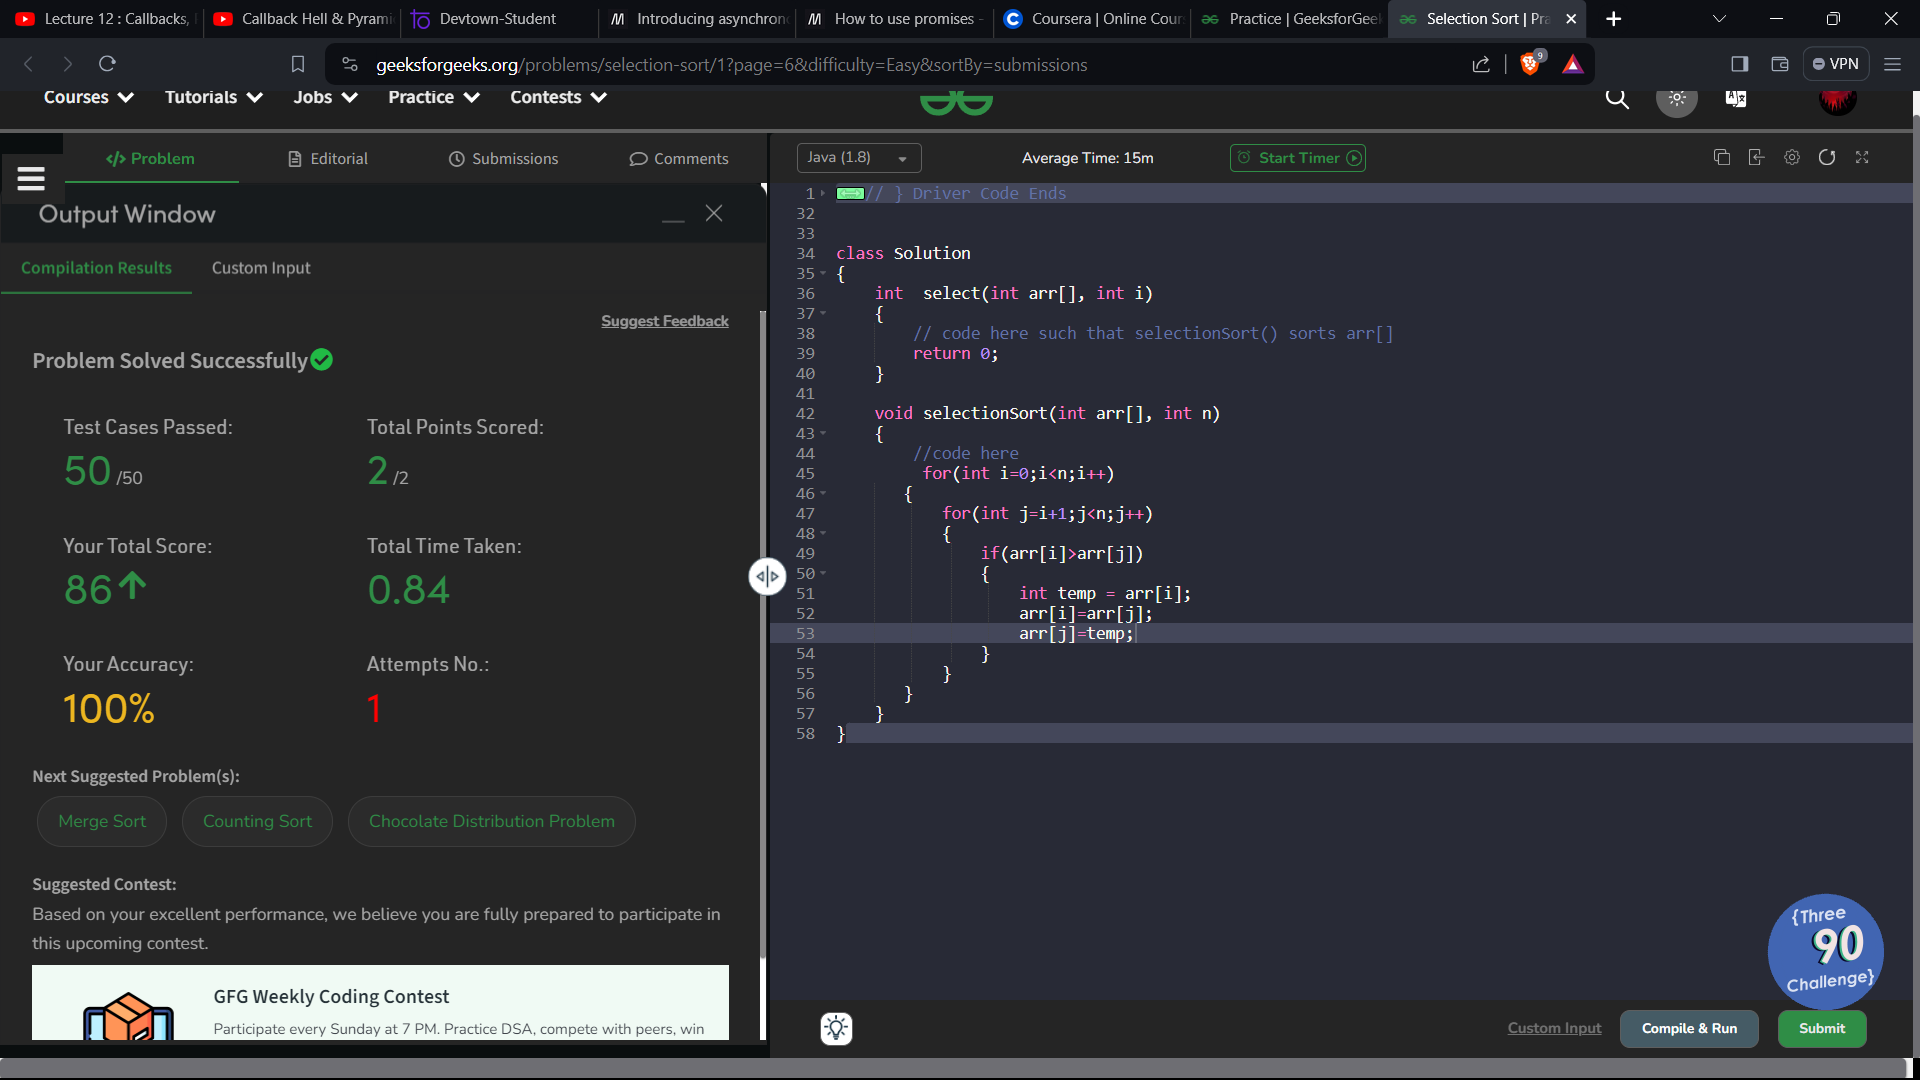 Lecture 12 : Callbacks,
Callback Hell & Pyrami
Devtown-Student
Introducing asynchron
How to use promises -
Coursera | Online Cour
Practice | GeeksforGeek
Selection Sort | Pra
geeksforgeeks.org/problems/selection-sort/1?page=6&difficulty=Easy&sortBy=submissions
9
VPN
Courses
Tutorials
Jobs
Practice
Contests
Problem
Editorial
Submissions
Comments
Java (1.8)
Average Time: 15m
Start Timer
Output Window
Compilation Results
Custom Input
Suggest Feedback
Problem Solved Successfully
Test Cases Passed:
Total Points Scored:
50 /50
2 /2
Your Total Score:
Total Time Taken:
86
0.84
Your Accuracy:
Attempts No.:
100%
1
Next Suggested Problem(s):
Merge Sort
Counting Sort
Chocolate Distribution Problem
Suggested Contest:
Based on your excellent performance, we believe you are fully prepared to participate in
this upcoming contest.
GFG Weekly Coding Contest
Participate every Sunday at 7 PM. Practice DSA, compete with peers, win
1 // } Driver Code Ends
32
33
34 class Solution
35 {
36 int  select(int arr[], int i)
37 {
38 // code here such that selectionSort() sorts arr[]
39 return 0;
40 }
41
42 void selectionSort(int arr[], int n)
43 {
44 //code here
45 for(int i=0;i<n;i++)
46 {
47 for(int j=i+1;j<n;j++)
48 {
49 if(arr[i]>arr[j])
50 {
51 int temp = arr[i];
52 arr[i]=arr[j];
53 arr[j]=temp;
54 }
55 }
56 }
57 }
58 }
{Three
90
Challenge}
Custom Input
Compile & Run
Submit